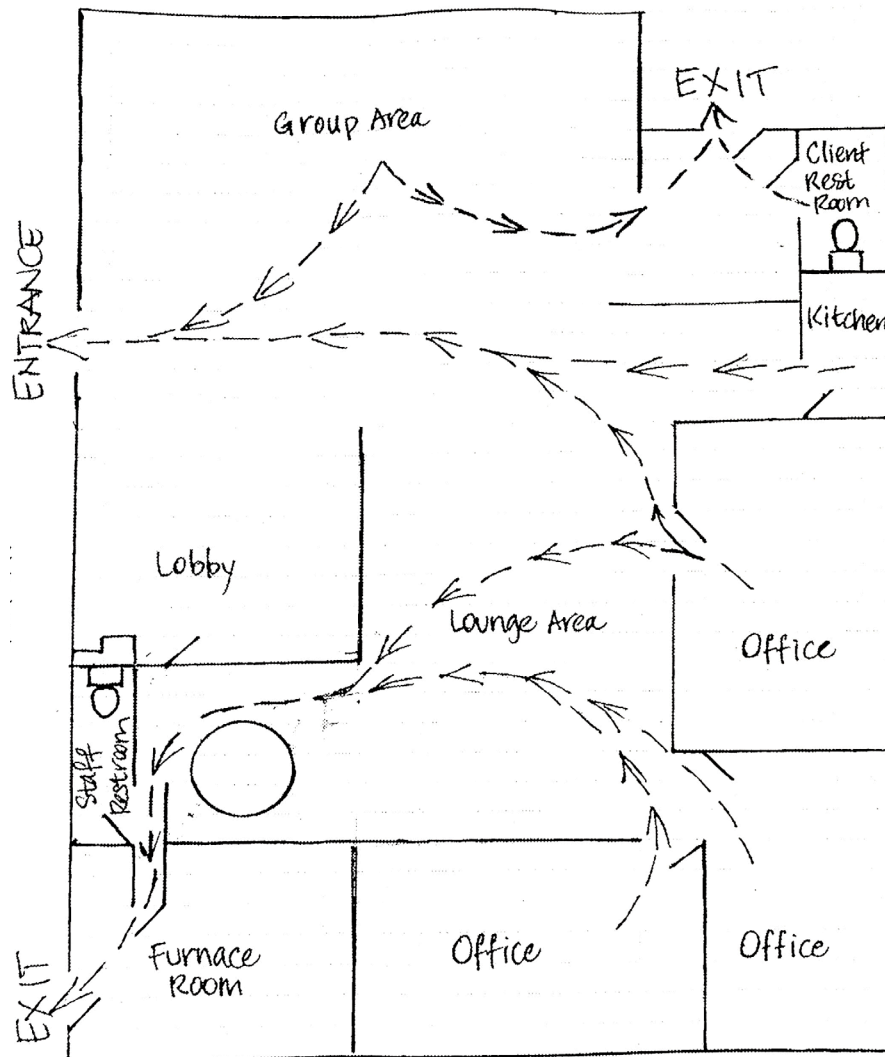 EXIT
Group Area
Client
Rest
Room
ENTRANCE
Kitchen
Lobby
Lounge Area
Office
Staff
Restroom
Furnace
Room
Office
Office
EXIT